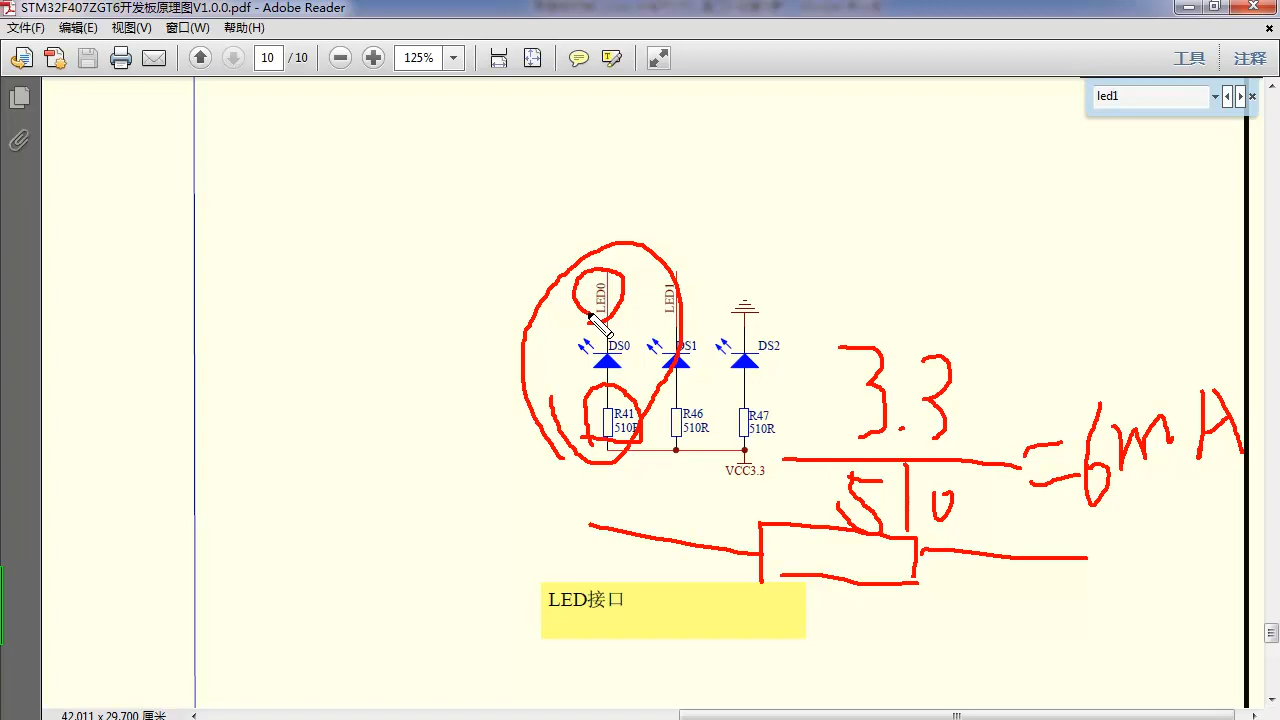 STM32F407ZGT6开发板原理图V1.0.0.pdf - Adobe Reader
文件(F) 编辑(E) 视图(V) 窗口(W) 帮助(H)
10 / 10 125% 工具 注释
led1
LED0 LED1
DS0 DS1 DS2
R41 R46 R47
510R 510R 510R
VCC3.3
3.3
510
=6mA
LED接口
42.011 x 29.700 厘米